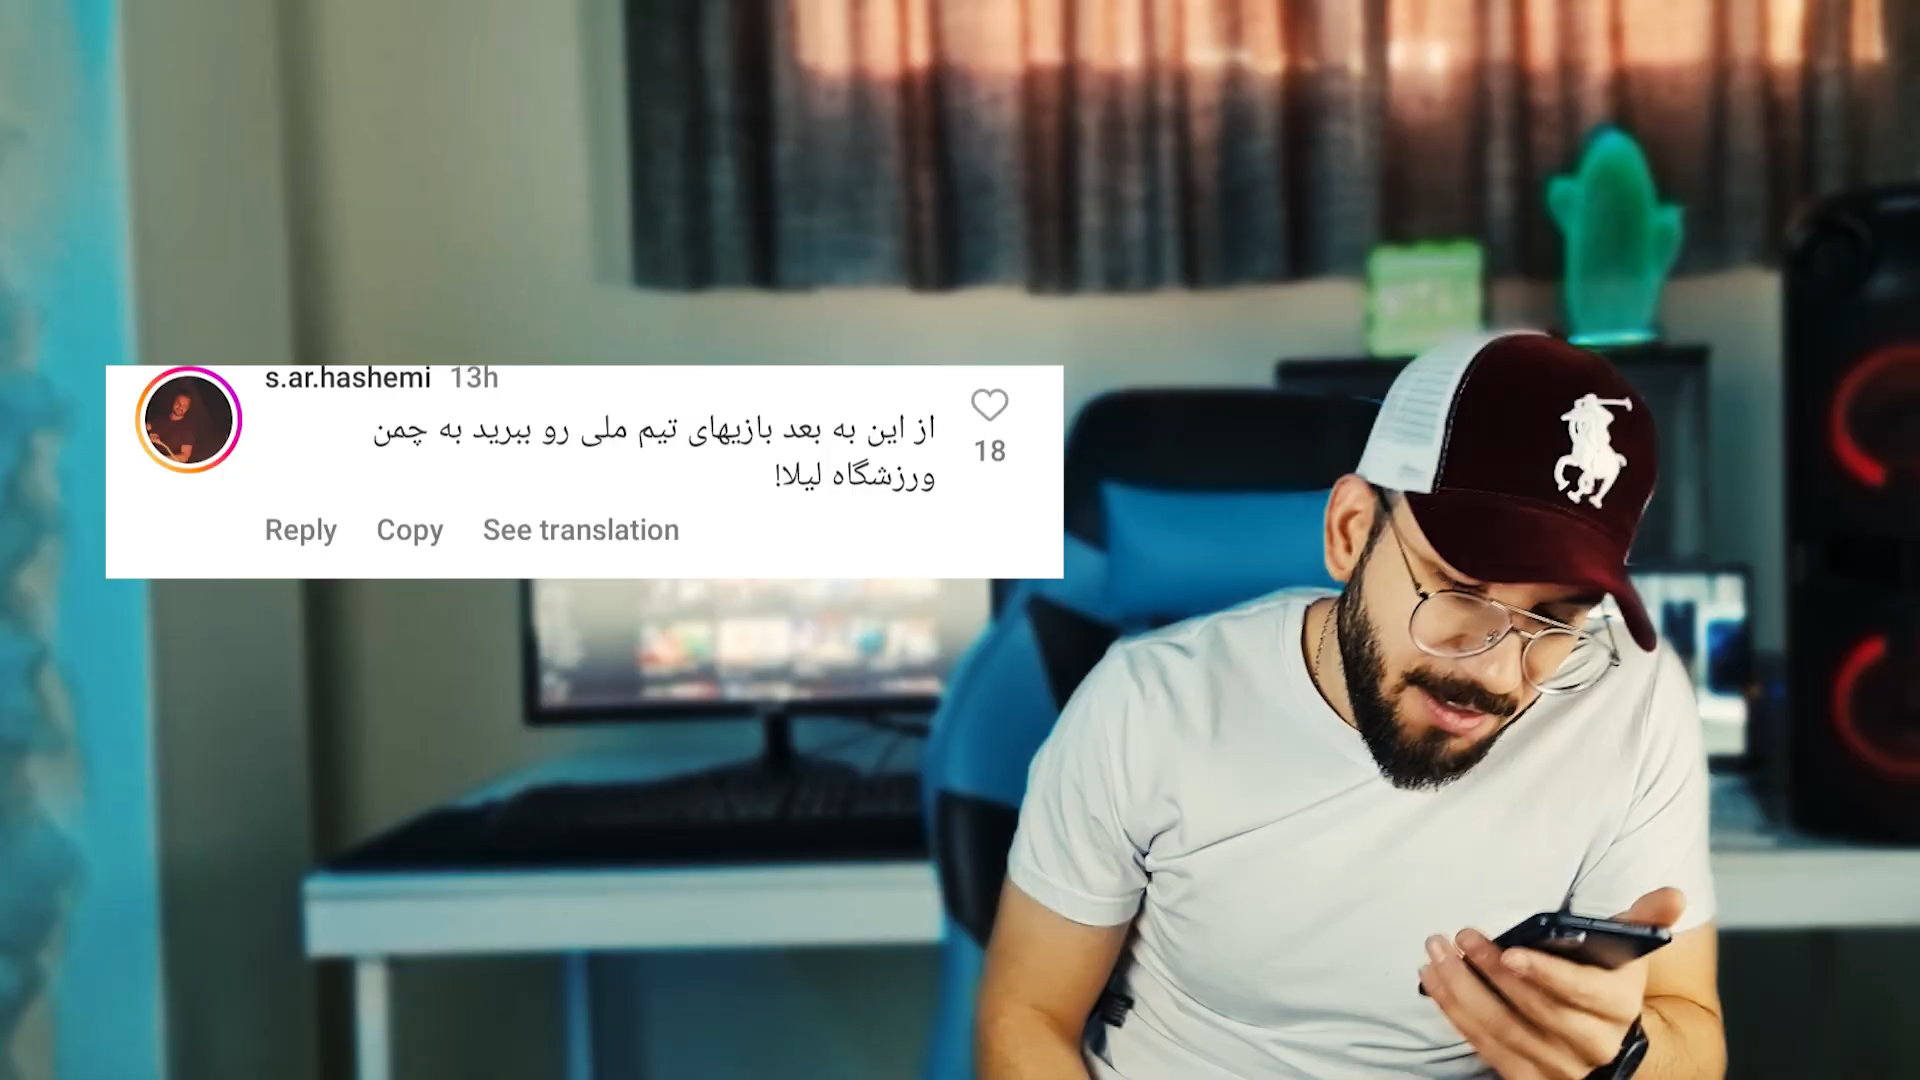 s.ar.hashemi 13h
از این به بعد بازیهای تیم ملی رو ببرید به چمن
ورزشگاه لیلا!
18
Reply Copy See translation